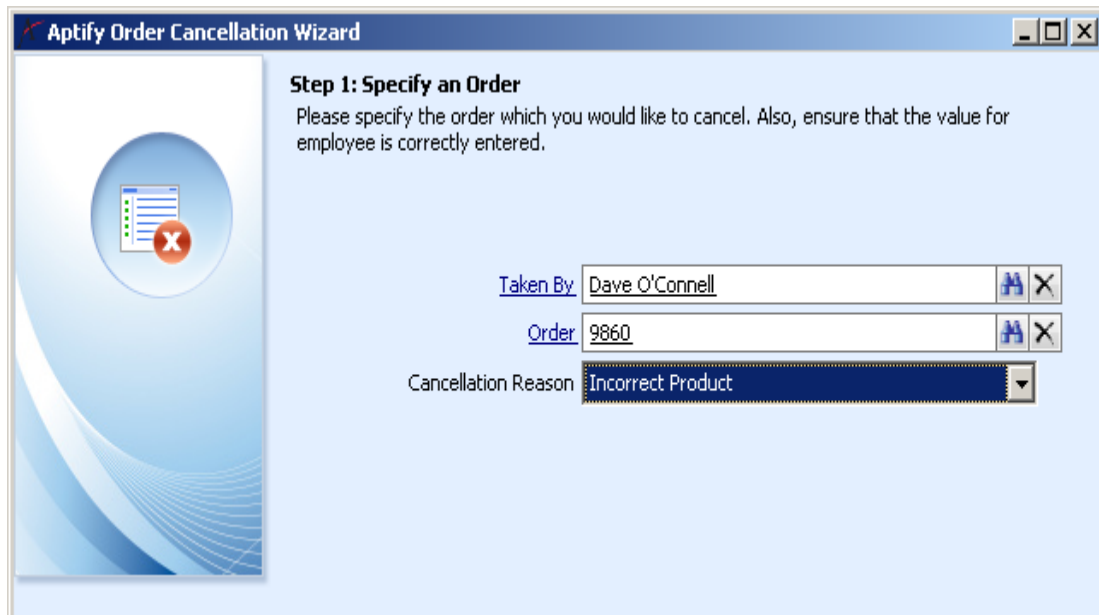 Aptify Order Cancellation Wizard
Step 1: Specify an Order
Please specify the order which you would like to cancel. Also, ensure that the value for
employee is correctly entered.
Taken By Dave O'Connell
Order 9860
Cancellation Reason Incorrect Product